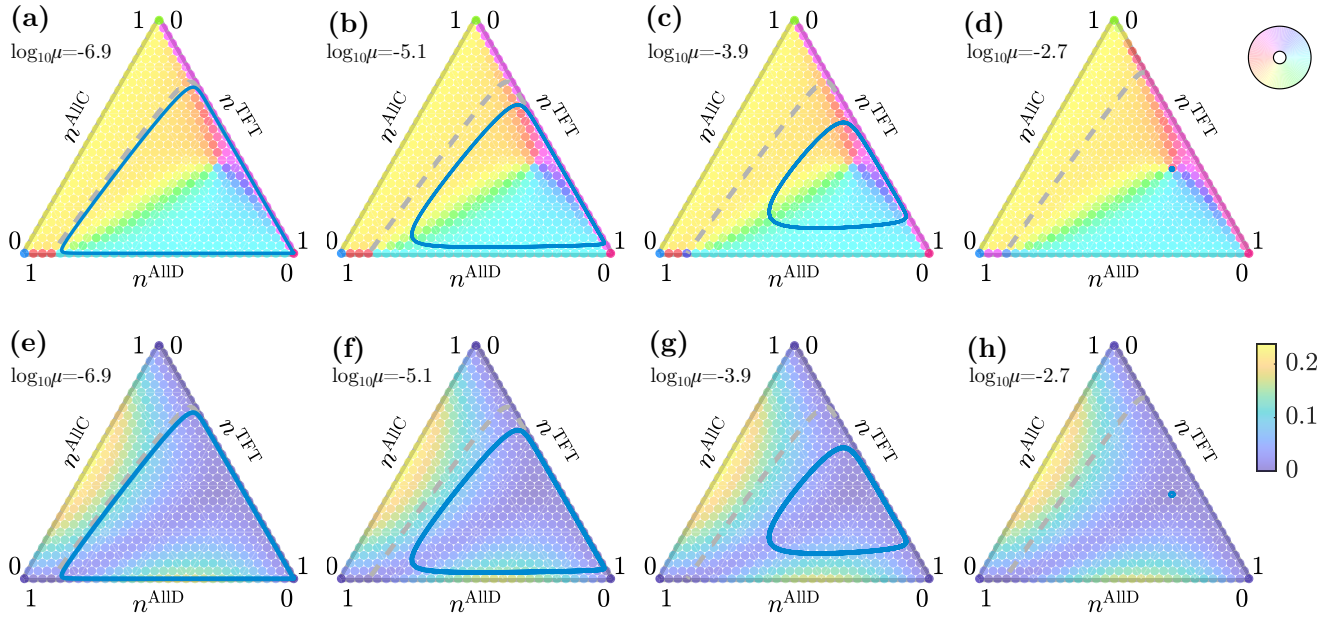 (a) (b) (c) (d)
1 0 1 0 1 0 1 0
log₁₀μ=-6.9 log₁₀μ=-5.1 log₁₀μ=-3.9 log₁₀μ=-2.7
n^AllC n^TFT n^AllC n^TFT n^AllC n^TFT n^AllC n^TFT
0 1 0 1 0 1 0 1
1 n^AllD 0 1 n^AllD 0 1 n^AllD 0 1 n^AllD 0
(e) (f) (g) (h)
1 0 1 0 1 0 1 0
log₁₀μ=-6.9 log₁₀μ=-5.1 log₁₀μ=-3.9 log₁₀μ=-2.7
0.2
n^AllC n^TFT n^AllC n^TFT n^AllC n^TFT n^AllC n^TFT
0.1
0
0 1 0 1 0 1 0 1
1 n^AllD 0 1 n^AllD 0 1 n^AllD 0 1 n^AllD 0